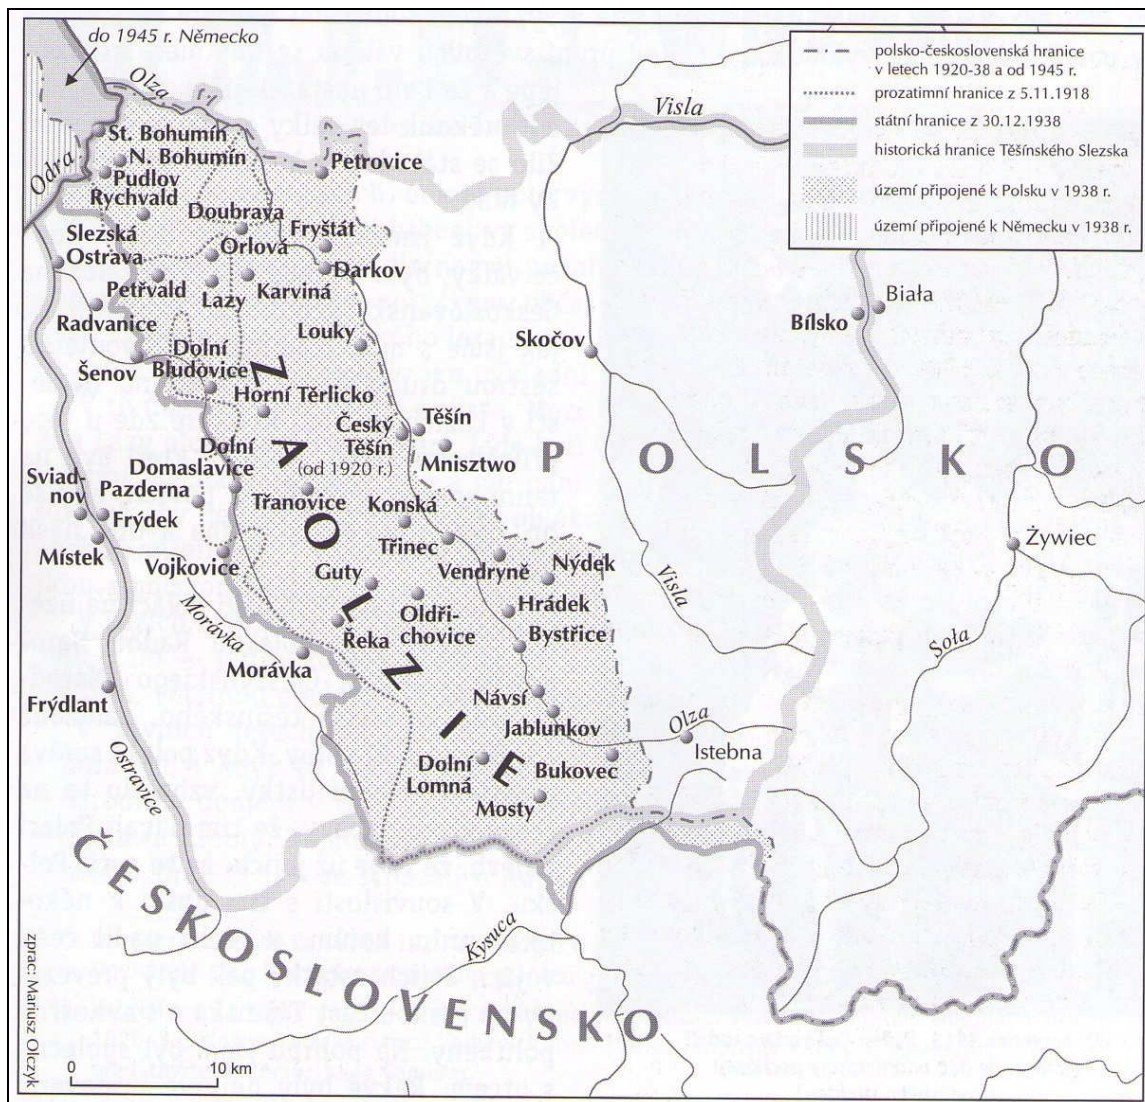 do 1945 r. Německo
polsko-československá hranice
v letech 1920-38 a od 1945 r.
prozatimní hranice z 5.11.1918
státní hranice z 30.12.1938
historická hranice Těšínského Slezska
území připojené k Polsku v 1938 r.
území připojené k Německu v 1938 r.
Olza
Visla
Odra
St. Bohumín
N. Bohumín
Pudlov
Rychvald
Petrovice
Doubrava
Fryštát
Slezská
Ostrava
Orlová
Darkov
Petřvald
Lazy
Karviná
Radvanice
Louky
Šenov
Dolní
Bludovice
Horní Těrlicko
Skočov
Bílsko
Biała
Český
Těšín
(od 1920 r.)
Těšín
Mnisztwo
POLSKO
ZAOLZIE
Dolní
Domaslavice
Sviad-
nov
Pazderna
Frýdek
Místek
Vojkovice
Třanovice
Konská
Třinec
Vendryně
Nýdek
Żywiec
Guty
Oldři-
chovice
Hrádek
Bystřice
Řeka
Morávka
Morávka
Visla
Soła
Frýdlant
Návsí
Jablunkov
Olza
Istebna
Dolní
Lomná
Bukovec
Mosty
Ostravice
ČESKOSLOVENSKO
Kysuca
zprac: Mariusz Olczyk
0 10 km